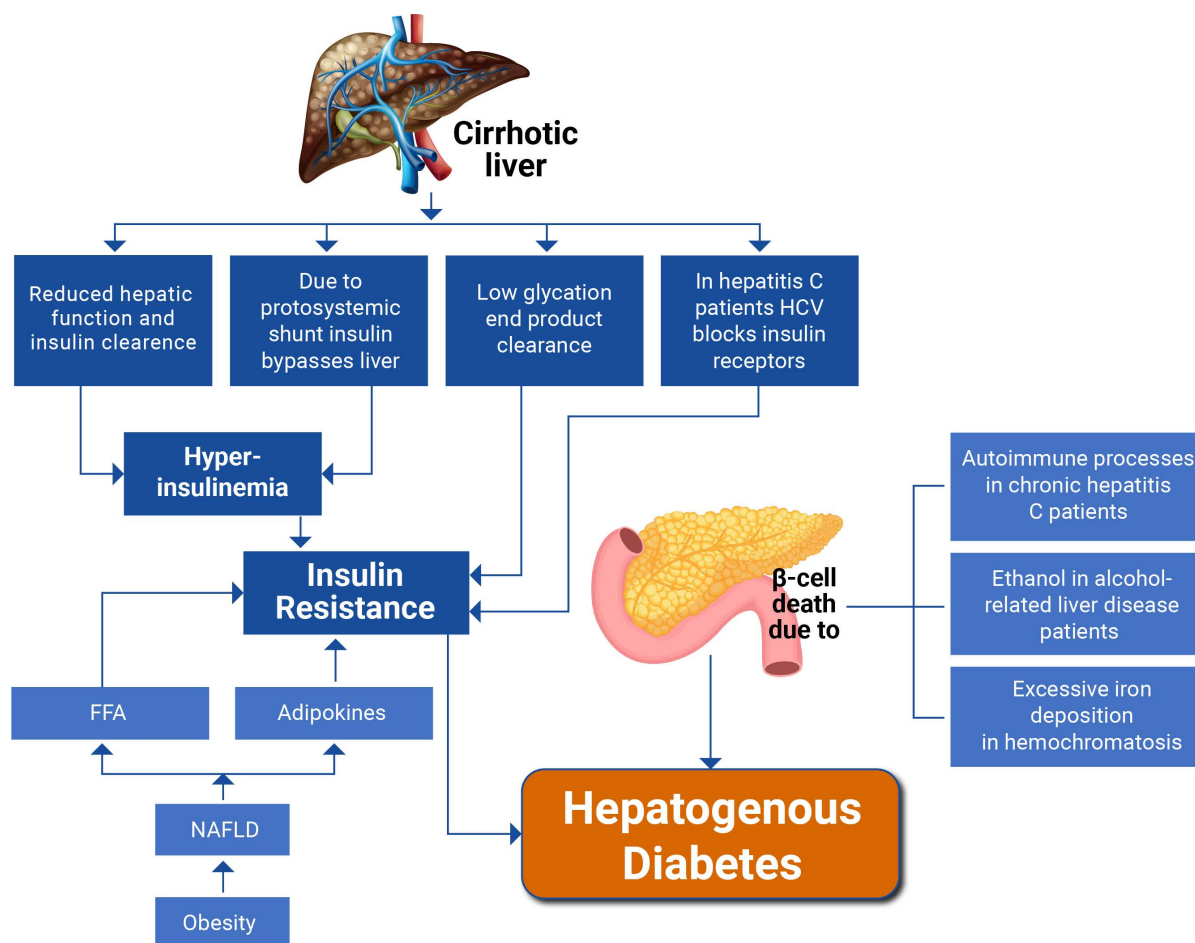 Cirrhotic
liver
Reduced hepatic
function and
insulin clearence
Due to
protosystemic
shunt insulin
bypasses liver
Low glycation
end product
clearance
In hepatitis C
patients HCV
blocks insulin
receptors
Hyper-
insulinemia
Insulin
Resistance
β-cell
death
due to
Autoimmune processes
in chronic hepatitis
C patients
Ethanol in alcohol-
related liver disease
patients
Excessive iron
deposition
in hemochromatosis
FFA
Adipokines
NAFLD
Obesity
Hepatogenous
Diabetes